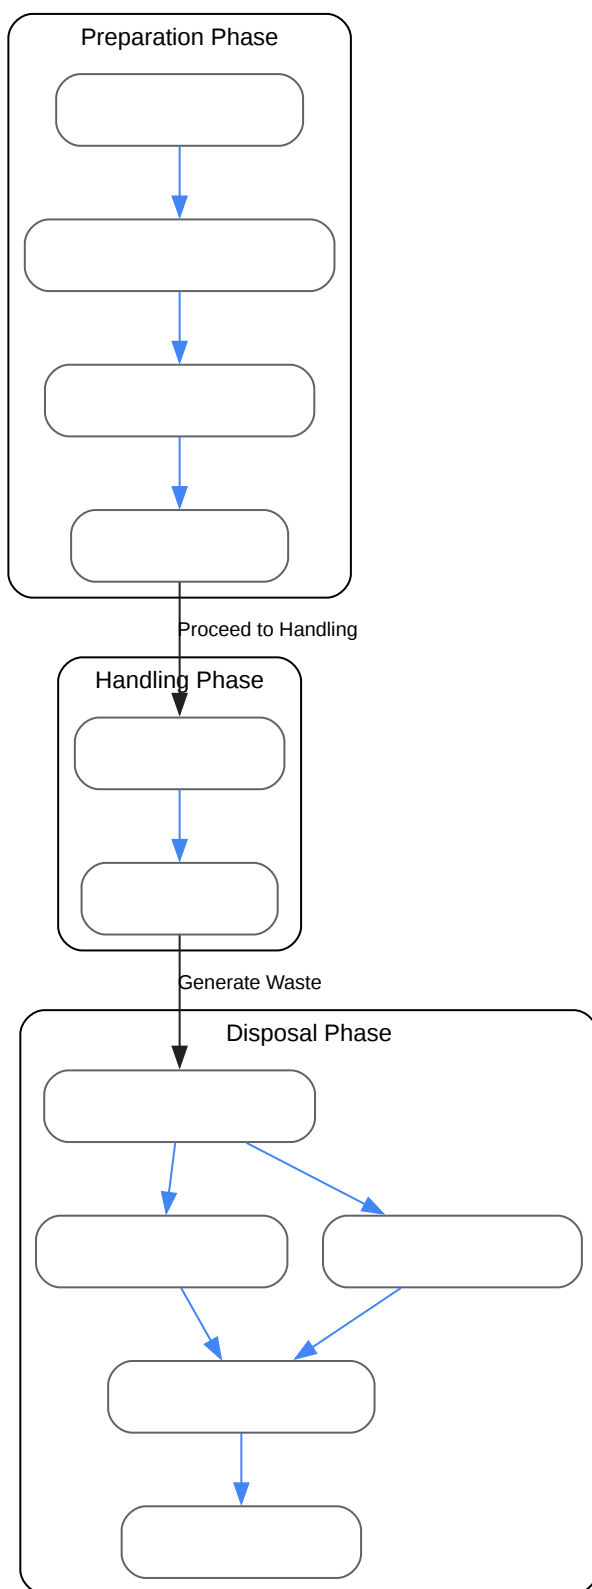 Preparation Phase
Proceed to Handling
Handling Phase
Generate Waste
Disposal Phase